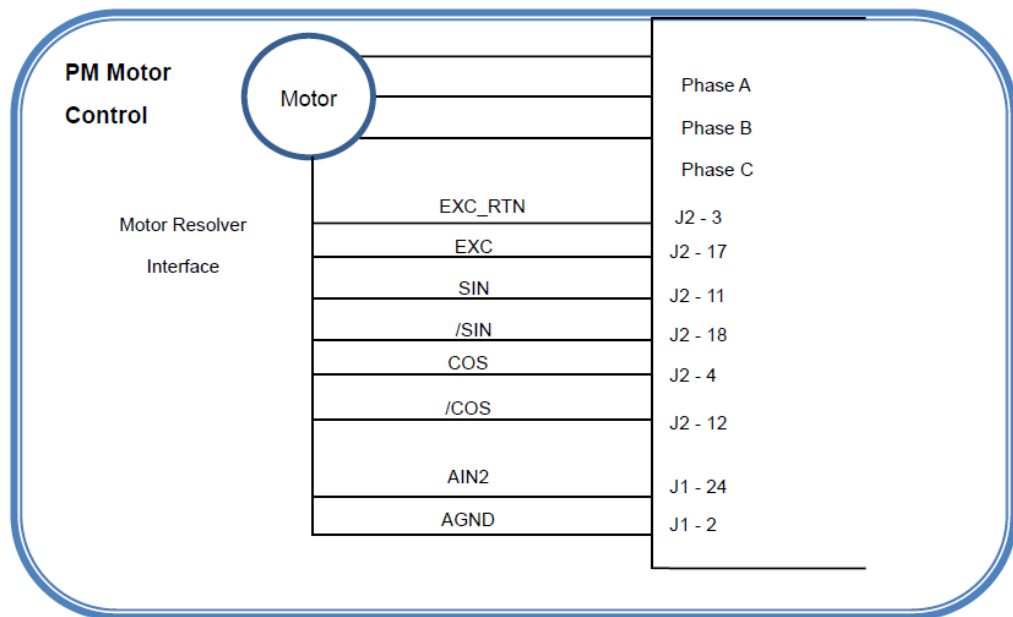 PM Motor
Control
Motor
Phase A
Phase B
Phase C
Motor Resolver
Interface
EXC_RTN
J2 - 3
EXC
J2 - 17
SIN
J2 - 11
/SIN
J2 - 18
COS
J2 - 4
/COS
J2 - 12
AIN2
J1 - 24
AGND
J1 - 2